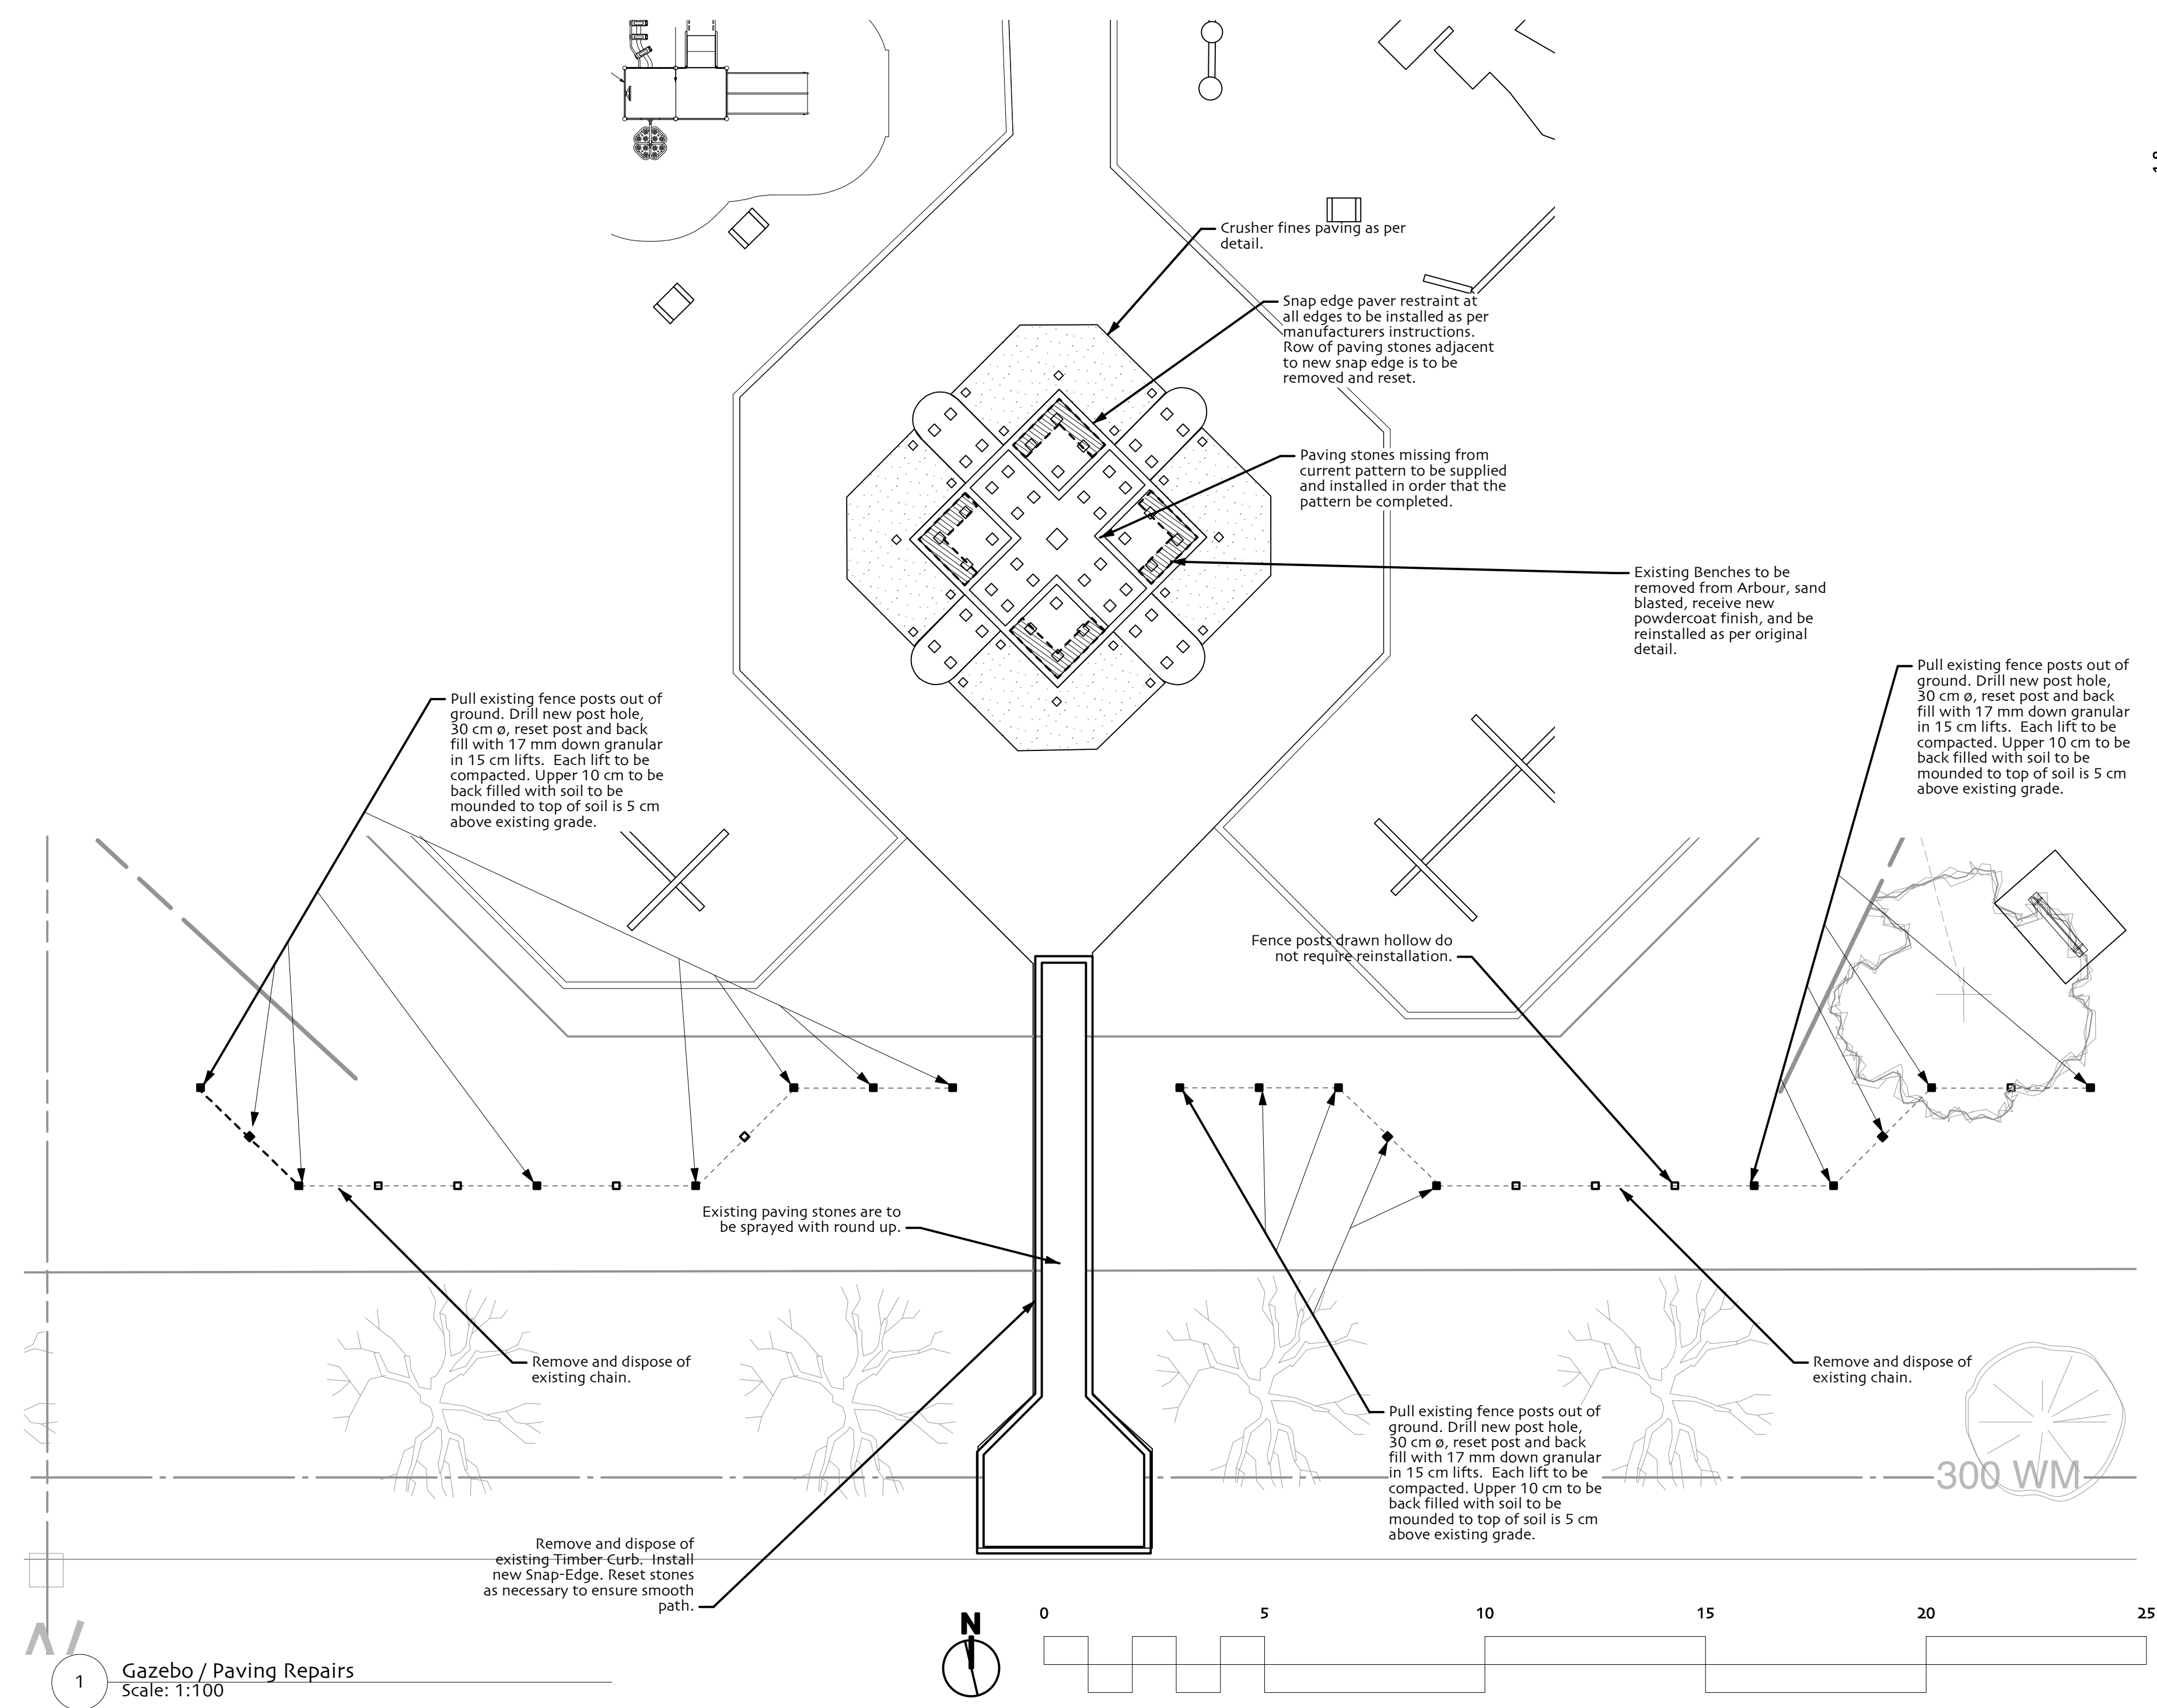 Crusher fines paving as per
detail.
Snap edge paver restraint at
all edges to be installed as per
manufacturers instructions.
Row of paving stones adjacent
to new snap edge is to be
removed and reset.
Paving stones missing from
current pattern to be supplied
and installed in order that the
pattern be completed.
Existing Benches to be
removed from Arbour, sand
blasted, receive new
powdercoat finish, and be
reinstalled as per original
detail.
Pull existing fence posts out of
ground. Drill new post hole,
30 cm ø, reset post and back
fill with 17 mm down granular
in 15 cm lifts.  Each lift to be
compacted. Upper 10 cm to be
back filled with soil to be
mounded to top of soil is 5 cm
above existing grade.
Pull existing fence posts out of
ground. Drill new post hole,
30 cm ø, reset post and back
fill with 17 mm down granular
in 15 cm lifts.  Each lift to be
compacted. Upper 10 cm to be
back filled with soil to be
mounded to top of soil is 5 cm
above existing grade.
Fence posts drawn hollow do
not require reinstallation.
Existing paving stones are to
be sprayed with round up.
Remove and dispose of
existing chain.
Remove and dispose of
existing chain.
Pull existing fence posts out of
ground. Drill new post hole,
30 cm ø, reset post and back
fill with 17 mm down granular
in 15 cm lifts.  Each lift to be
compacted. Upper 10 cm to be
back filled with soil to be
mounded to top of soil is 5 cm
above existing grade.
300 WM
Remove and dispose of
existing Timber Curb.  Install
new Snap-Edge. Reset stones
as necessary to ensure smooth
path.
N
0 5 10 15 20 25
1
Gazebo / Paving Repairs
Scale: 1:100